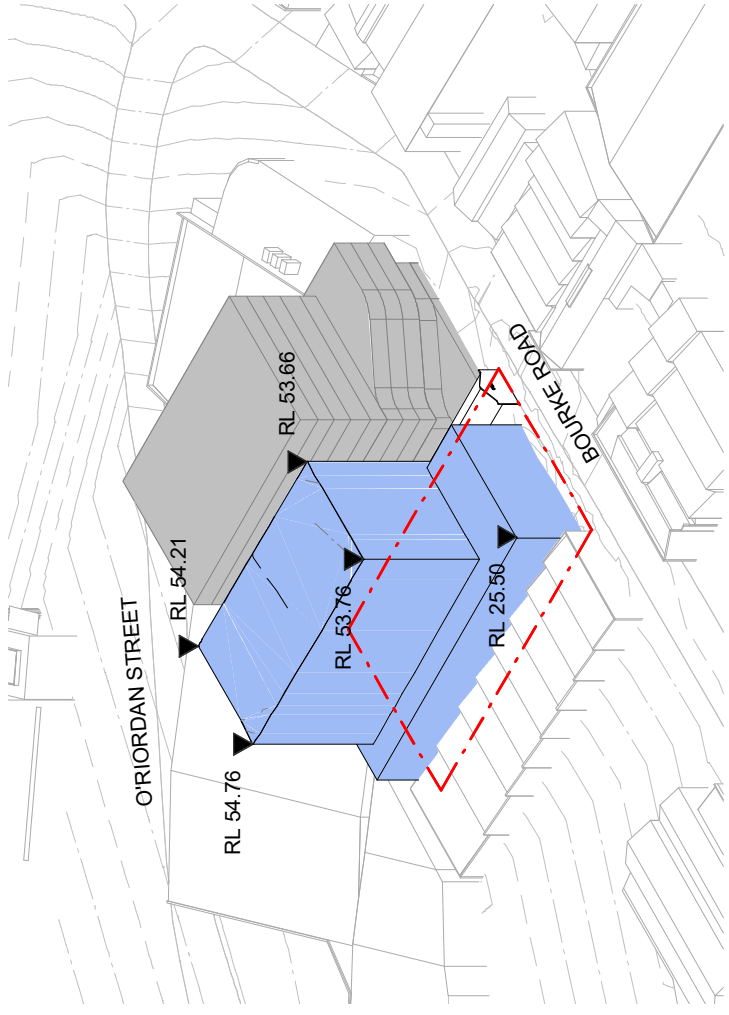 RL 53.66
BOURKE ROAD
RL 54.21
RL 53.76
RL 25.50
O'RIORDAN STREET
RL 54.76